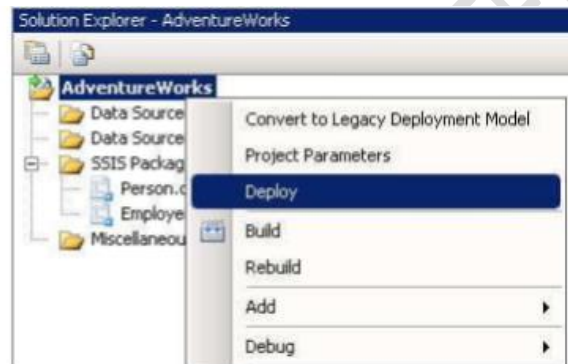 Solution Explorer - AdventureWorks
AdventureWorks
Data Source
Data Source
SSIS Packag
Person.
Employe
Miscellaneou
Convert to Legacy Deployment Model
Project Parameters
Deploy
Build
Rebuild
Add
Debug